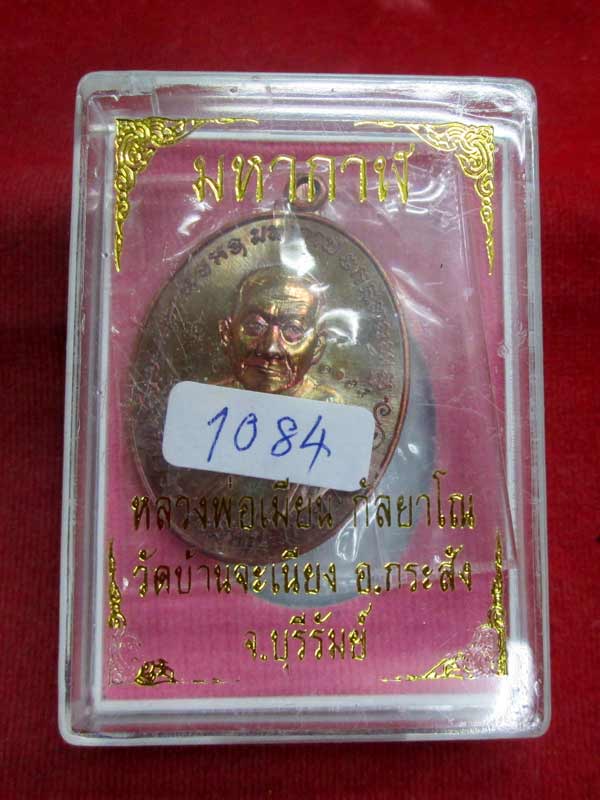 มหากาฬ
1084
หลวงพ่อเมียน กัลยาโณ
วัดบ้านจะเนียง อ.กระสัง
จ.บุรีรัมย์